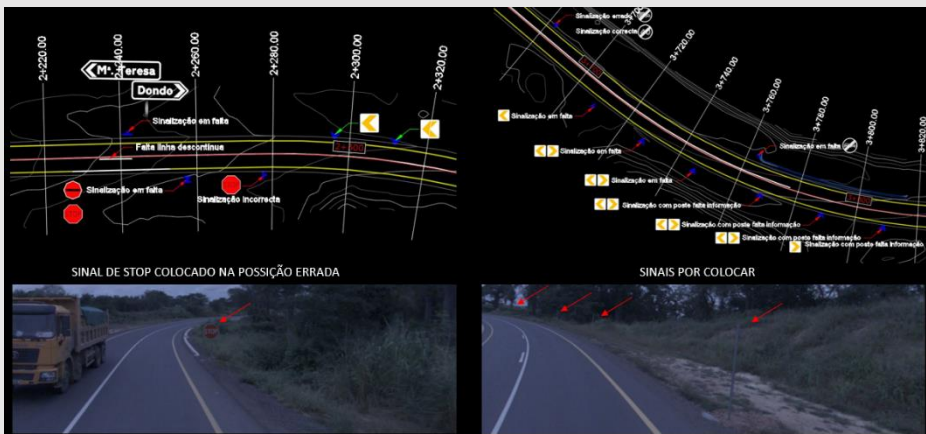 2+220.00
2+240.00
2+260.00
2+280.00
2+300.00
2+320.00
Mª. Teresa
Dondo
Sinalização em falta
Falta linha descontinua
Sinalização em falta
STOP
Sinalização incorrecta
SINAL DE STOP COLOCADO NA POSSIÇÃO ERRADA
Sinalização errada
Sinalização correcta
3+720.00
3+740.00
3+760.00
3+780.00
3+800.00
3+820.00
Sinalização em falta
Sinalização em falta
Sinalização em falta
Sinalização em falta
Sinalização com poste falta informação
Sinalização com poste falta informação
Sinalização com poste falta informação
Sinalização com poste falta informação
SINAIS POR COLOCAR